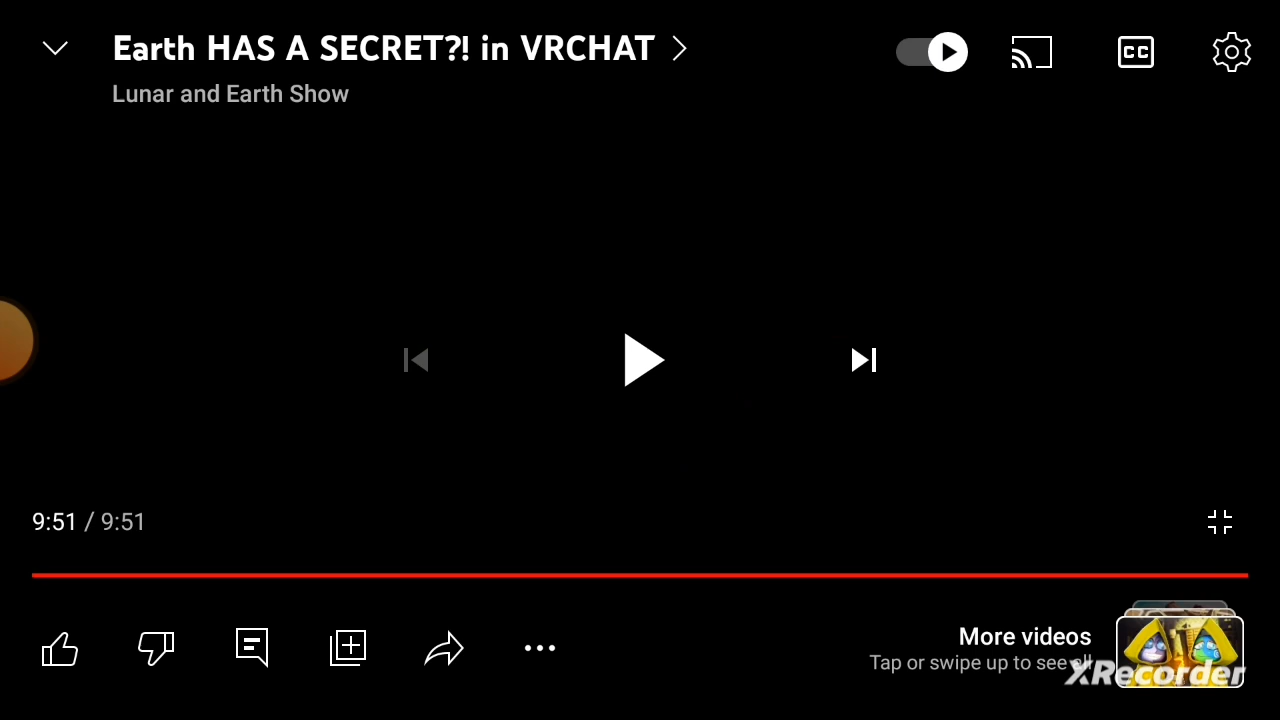 Earth HAS A SECRET?! in VRCHAT
Lunar and Earth Show
CC
9:51 / 9:51
More videos
Tap or swipe up to see all
XRecorder